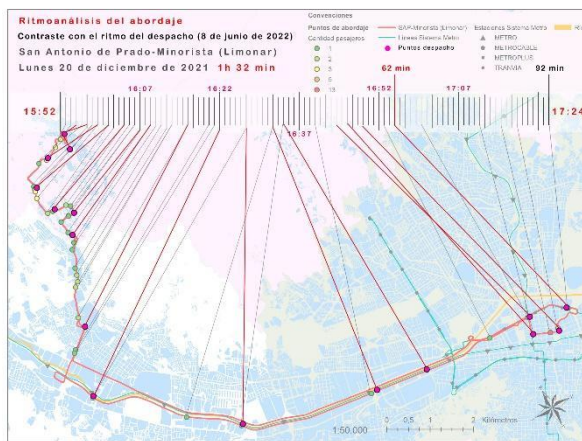 Ritmoanálisis del abordaje
Contraste con el ritmo del despacho (8 de junio de 2022)
San Antonio de Prado-Minorista (Limonar)
Lunes 20 de diciembre de 2021 1h 32 min
Convenciones
Puntos de abordaje
Cantidad pasajeros
1
2
3
13
SAP-Minorista (Limonar)
Líneas Sistema Metro
Puntos despacho
Estaciones Sistema Metro
METRO
METROCABLE
METROPLUS
TRANVIA
15:52
16:07
16:22
16:37
16:52
62 min
17:07
92 min
17:24
0 0,5 1 2 Kilómetros
1:50.000